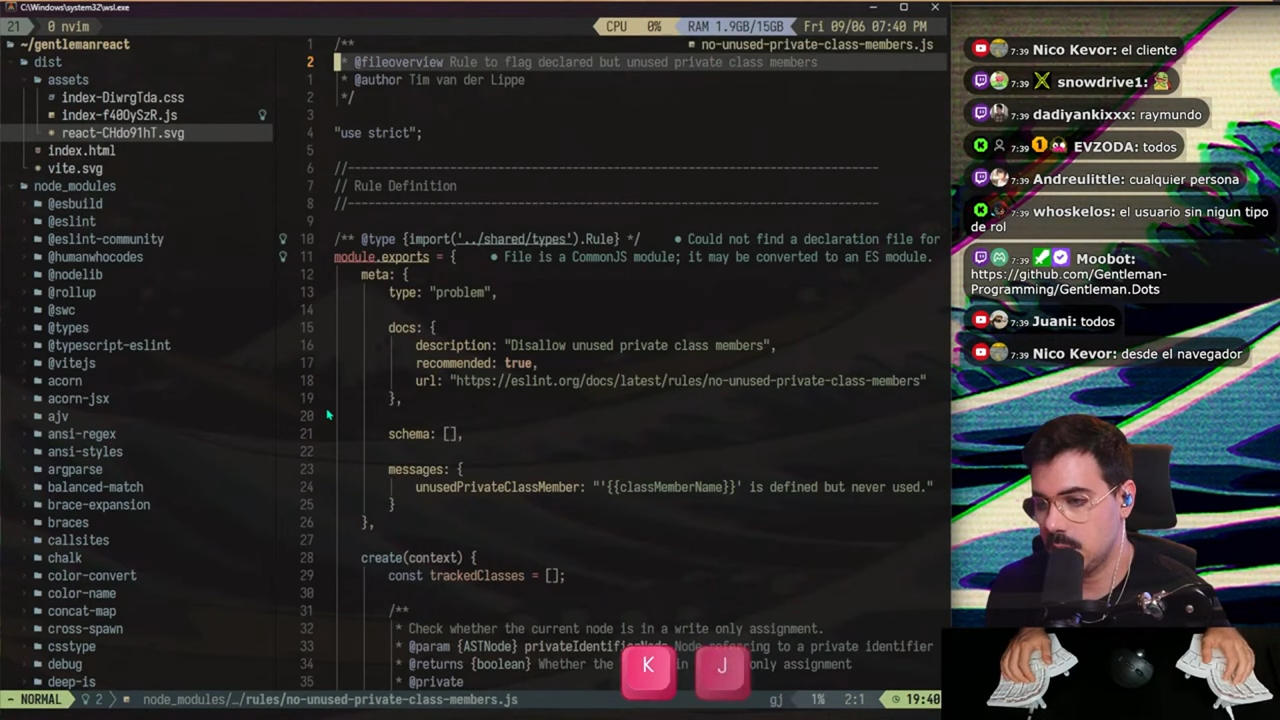 C:\Windows\system32\wsl.exe
21 0 nvim CPU 0% RAM 1.9GB/15GB Fri 09/06 07:40 PM
~/gentlemanreact
dist
assets
index-DiwrgTda.css
index-f40OySzR.js
react-CHdo91hT.svg
index.html
vite.svg
node_modules
@esbuild
@eslint
@eslint-community
@humanwhocodes
@nodelib
@rollup
@swc
@types
@typescript-eslint
@vitejs
acorn
acorn-jsx
ajv
ansi-regex
ansi-styles
argparse
balanced-match
brace-expansion
braces
callsites
chalk
color-convert
color-name
concat-map
cross-spawn
csstype
debug
deep-is
no-unused-private-class-members.js
1 /**
2 * @fileoverview Rule to flag declared but unused private class members
1 * @author Tim van der Lippe
2 */
3
4 "use strict";
5
6 //------------------------------------------------------------------------------
7 // Rule Definition
8 //------------------------------------------------------------------------------
9
10 /** @type {import('../shared/types').Rule} */ ● Could not find a declaration file for
11 module.exports = { ● File is a CommonJS module; it may be converted to an ES module.
12 meta: {
13 type: "problem",
14
15 docs: {
16 description: "Disallow unused private class members",
17 recommended: true,
18 url: "https://eslint.org/docs/latest/rules/no-unused-private-class-members"
19 },
20
21 schema: [],
22
23 messages: {
24 unusedPrivateClassMember: "'{{classMemberName}}' is defined but never used."
25 }
26 },
27
28 create(context) {
29 const trackedClasses = [];
30
31 /**
32 * Check whether the current node is in a write only assignment.
33 * @param {ASTNode} privateIdentifierNode Node referring to a private identifier
34 * @returns {boolean} Whether the node is in a write only assignment
35 * @private
K J
NORMAL 2 node_modules/…/rules/no-unused-private-class-members.js gj 1% 2:1 19:40
7:39 Nico Kevor: el cliente
7:39 snowdrive1:
7:39 dadiyankixxx: raymundo
7:39 EVZODA: todos
7:39 Andreulittle: cualquier persona
7:39 whoskelos: el usuario sin nigun tipo
de rol
7:39 Moobot:
https://github.com/Gentleman-
Programming/Gentleman.Dots
7:39 Juani: todos
7:39 Nico Kevor: desde el navegador